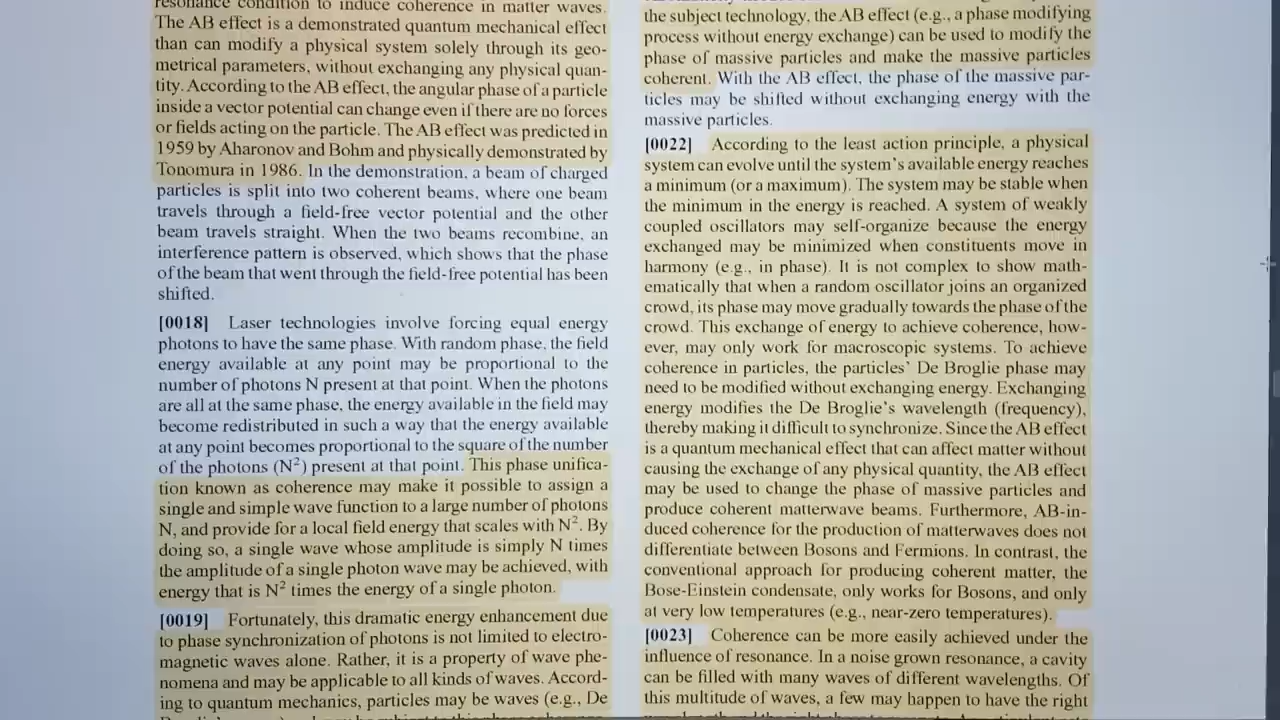 resonance condition to induce coherence in matter waves.
The AB effect is a demonstrated quantum mechanical effect
than can modify a physical system solely through its geo-
metrical parameters, without exchanging any physical quan-
tity. According to the AB effect, the angular phase of a particle
inside a vector potential can change even if there are no forces
or fields acting on the particle. The AB effect was predicted in
1959 by Aharonov and Bohm and physically demonstrated by
Tonomura in 1986. In the demonstration, a beam of charged
particles is split into two coherent beams, where one beam
travels through a field-free vector potential and the other
beam travels straight. When the two beams recombine, an
interference pattern is observed, which shows that the phase
of the beam that went through the field-free potential has been
shifted.
[0018] Laser technologies involve forcing equal energy
photons to have the same phase. With random phase, the field
energy available at any point may be proportional to the
number of photons N present at that point. When the photons
are all at the same phase, the energy available in the field may
become redistributed in such a way that the energy available
at any point becomes proportional to the square of the number
of the photons (N²) present at that point. This phase unifica-
tion known as coherence may make it possible to assign a
single and simple wave function to a large number of photons
N, and provide for a local field energy that scales with N². By
doing so, a single wave whose amplitude is simply N times
the amplitude of a single photon wave may be achieved, with
energy that is N² times the energy of a single photon.
[0019] Fortunately, this dramatic energy enhancement due
to phase synchronization of photons is not limited to electro-
magnetic waves alone. Rather, it is a property of wave phe-
nomena and may be applicable to all kinds of waves. Accord-
ing to quantum mechanics, particles may be waves (e.g., De
the subject technology, the AB effect (e.g., a phase modifying
process without energy exchange) can be used to modify the
phase of massive particles and make the massive particles
coherent. With the AB effect, the phase of the massive par-
ticles may be shifted without exchanging energy with the
massive particles.
[0022] According to the least action principle, a physical
system can evolve until the system's available energy reaches
a minimum (or a maximum). The system may be stable when
the minimum in the energy is reached. A system of weakly
coupled oscillators may self-organize because the energy
exchanged may be minimized when constituents move in
harmony (e.g., in phase). It is not complex to show math-
ematically that when a random oscillator joins an organized
crowd, its phase may move gradually towards the phase of the
crowd. This exchange of energy to achieve coherence, how-
ever, may only work for macroscopic systems. To achieve
coherence in particles, the particles' De Broglie phase may
need to be modified without exchanging energy. Exchanging
energy modifies the De Broglie's wavelength (frequency),
thereby making it difficult to synchronize. Since the AB effect
is a quantum mechanical effect that can affect matter without
causing the exchange of any physical quantity, the AB effect
may be used to change the phase of massive particles and
produce coherent matterwave beams. Furthermore, AB-in-
duced coherence for the production of matterwaves does not
differentiate between Bosons and Fermions. In contrast, the
conventional approach for producing coherent matter, the
Bose-Einstein condensate, only works for Bosons, and only
at very low temperatures (e.g., near-zero temperatures).
[0023] Coherence can be more easily achieved under the
influence of resonance. In a noise grown resonance, a cavity
can be filled with many waves of different wavelengths. Of
this multitude of waves, a few may happen to have the right